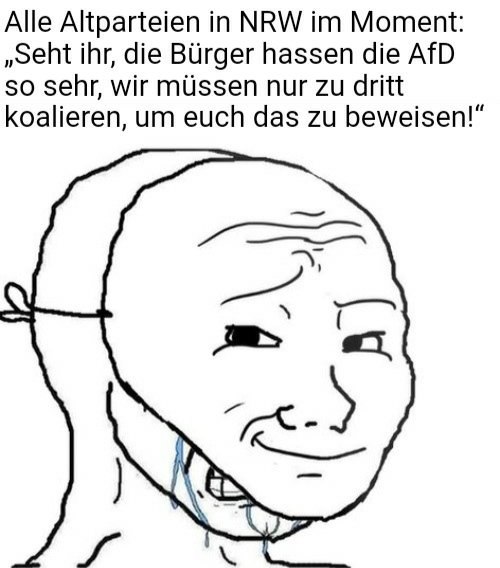 Alle Altparteien in NRW im Moment:
„Seht ihr, die Bürger hassen die AfD
so sehr, wir müssen nur zu dritt
koalieren, um euch das zu beweisen!“